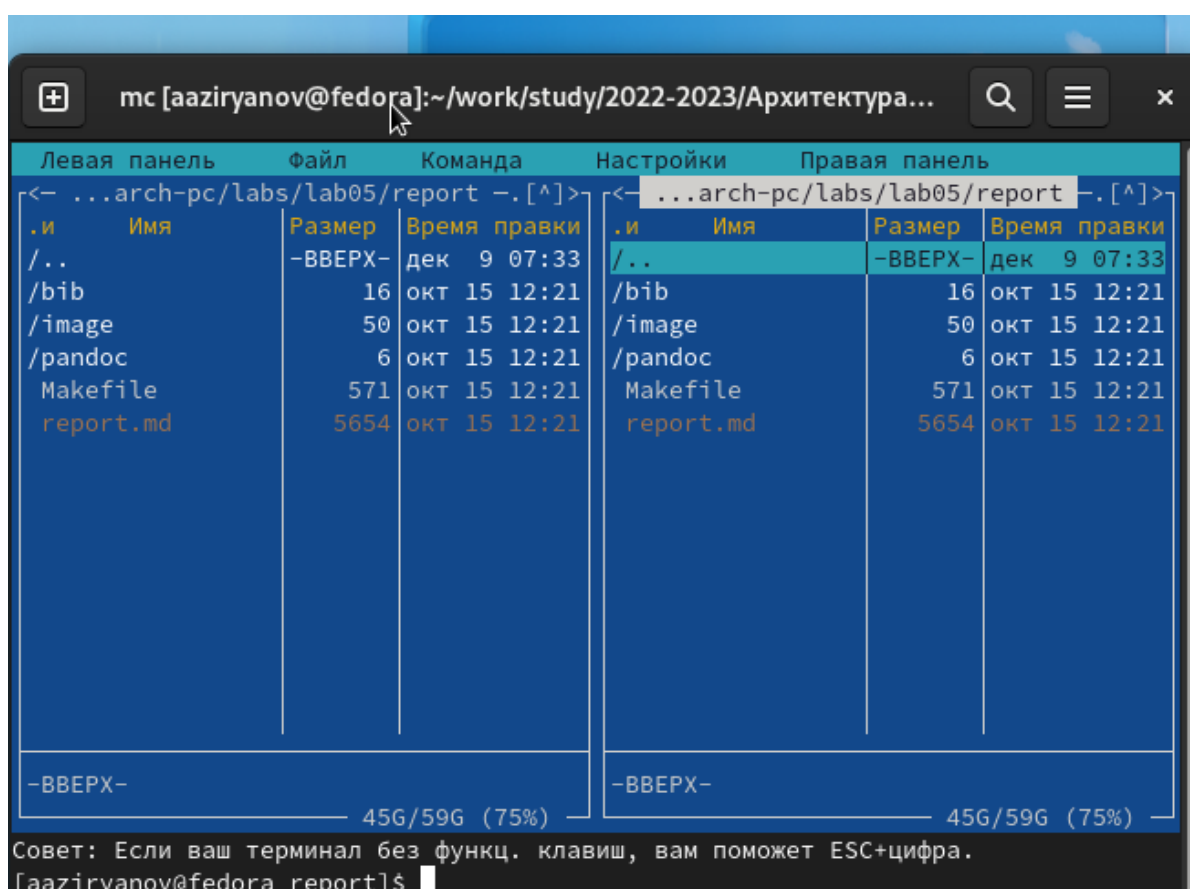 mc [aaziryanov@fedora]:~/work/study/2022-2023/Архитектура...
Левая панель Файл Команда Настройки Правая панель
<— ...arch-pc/labs/lab05/report —.[^]> <— ...arch-pc/labs/lab05/report —.[^]>
.и Имя Размер Время правки .и Имя Размер Время правки
/.. -ВВЕРХ- дек 9 07:33 /.. -ВВЕРХ- дек 9 07:33
/bib 16 окт 15 12:21 /bib 16 окт 15 12:21
/image 50 окт 15 12:21 /image 50 окт 15 12:21
/pandoc 6 окт 15 12:21 /pandoc 6 окт 15 12:21
Makefile 571 окт 15 12:21 Makefile 571 окт 15 12:21
report.md 5654 окт 15 12:21 report.md 5654 окт 15 12:21
-ВВЕРХ- -ВВЕРХ-
45G/59G (75%) 45G/59G (75%)
Совет: Если ваш терминал без функц. клавиш, вам поможет ESC+цифра.
[aaziryanov@fedora report]$